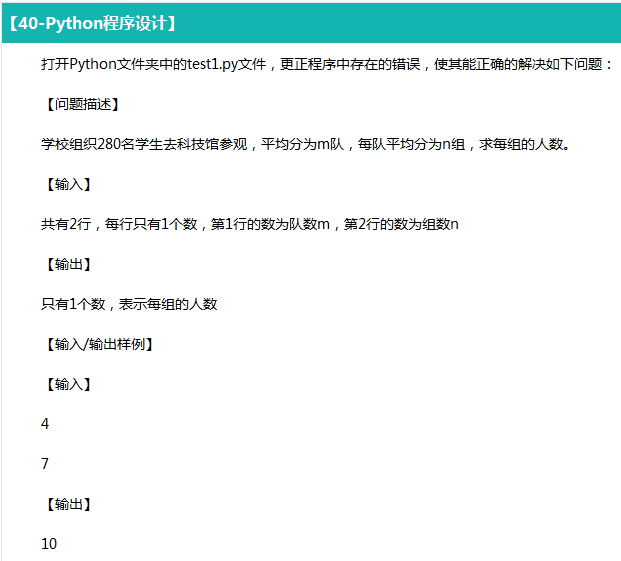 【40-Python程序设计】
打开Python文件夹中的test1.py文件，更正程序中存在的错误，使其能正确的解决如下问题：
【问题描述】
学校组织280名学生去科技馆参观，平均分为m队，每队平均分为n组，求每组的人数。
【输入】
共有2行，每行只有1个数，第1行的数为队数m，第2行的数为组数n
【输出】
只有1个数，表示每组的人数
【输入/输出样例】
【输入】
4
7
【输出】
10